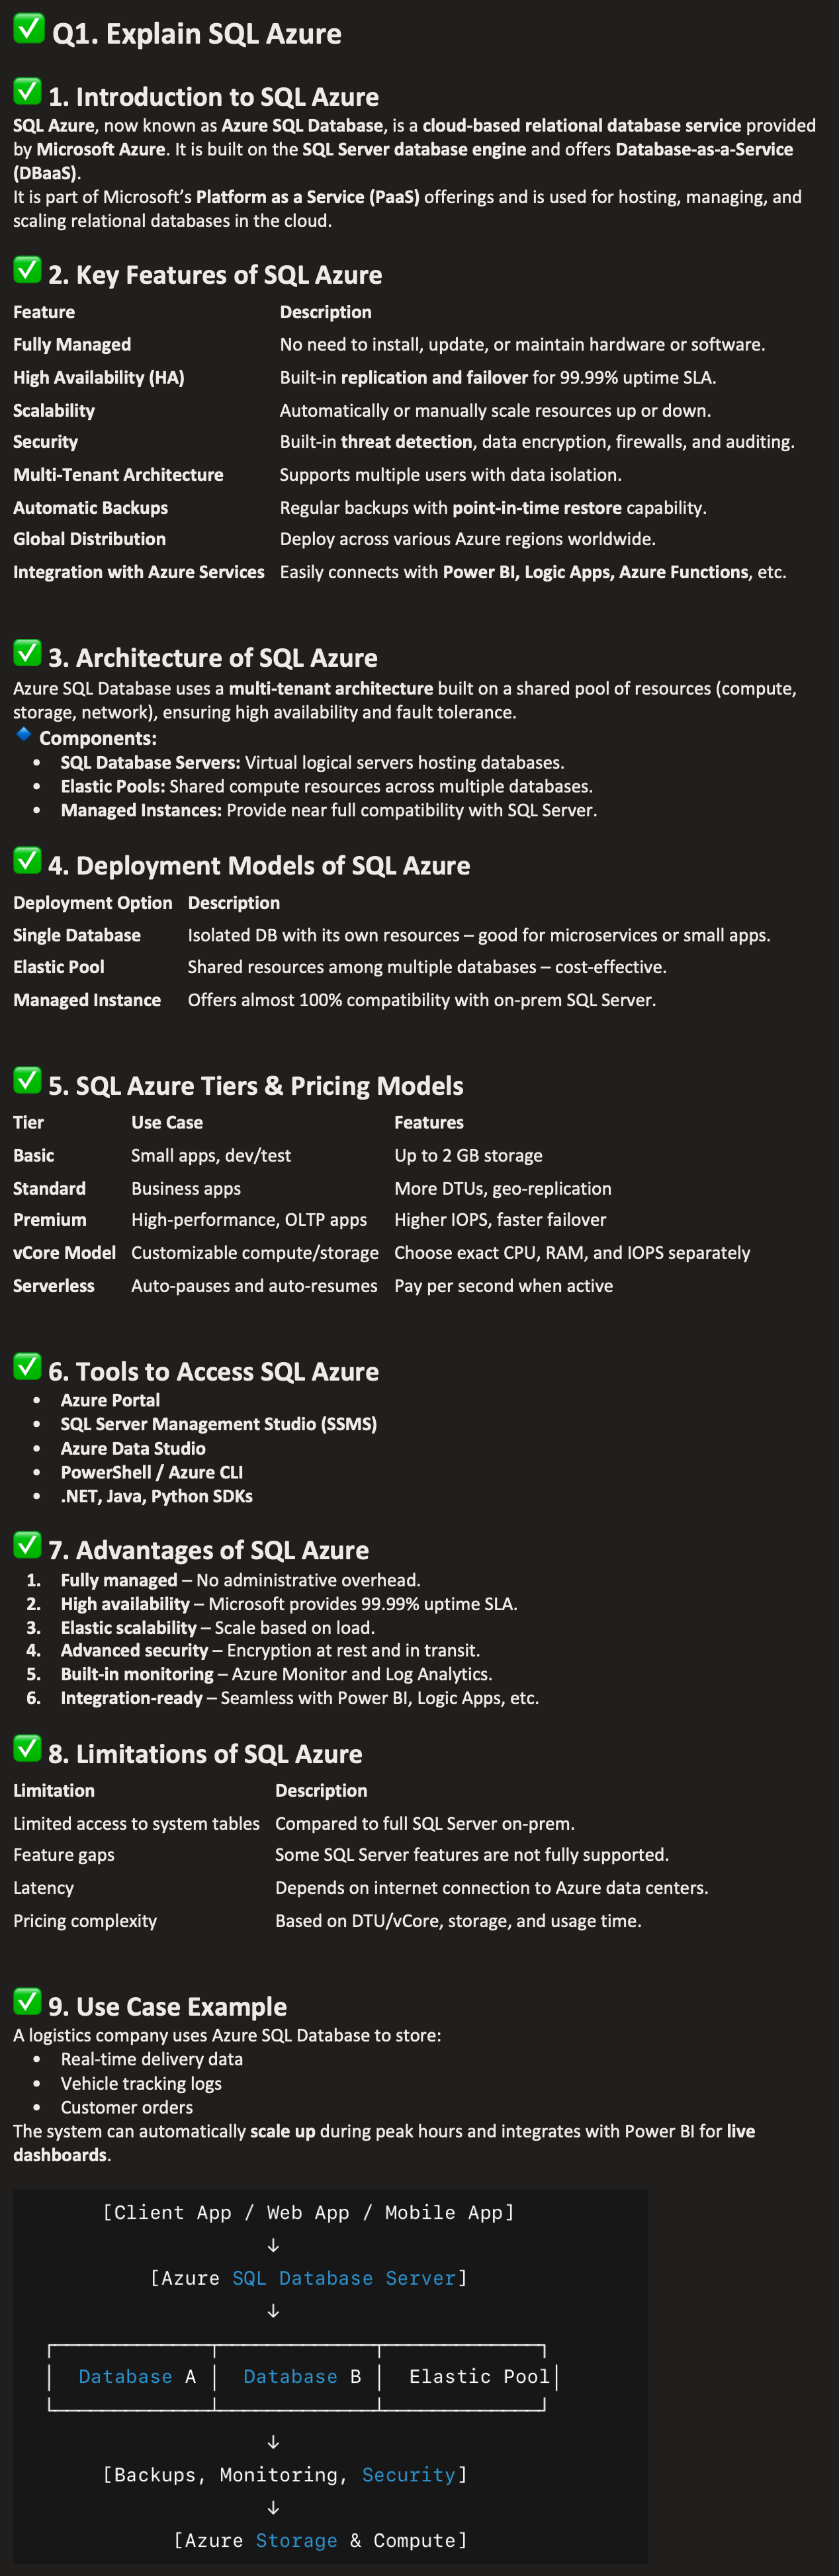 ✅ Q1. Explain SQL Azure
✅ 1. Introduction to SQL Azure
SQL Azure, now known as Azure SQL Database, is a cloud-based relational database service provided
by Microsoft Azure. It is built on the SQL Server database engine and offers Database-as-a-Service
(DBaaS).
It is part of Microsoft’s Platform as a Service (PaaS) offerings and is used for hosting, managing, and
scaling relational databases in the cloud.
✅ 2. Key Features of SQL Azure
Feature Description
Fully Managed No need to install, update, or maintain hardware or software.
High Availability (HA) Built-in replication and failover for 99.99% uptime SLA.
Scalability Automatically or manually scale resources up or down.
Security Built-in threat detection, data encryption, firewalls, and auditing.
Multi-Tenant Architecture Supports multiple users with data isolation.
Automatic Backups Regular backups with point-in-time restore capability.
Global Distribution Deploy across various Azure regions worldwide.
Integration with Azure Services Easily connects with Power BI, Logic Apps, Azure Functions, etc.
✅ 3. Architecture of SQL Azure
Azure SQL Database uses a multi-tenant architecture built on a shared pool of resources (compute,
storage, network), ensuring high availability and fault tolerance.
🔹 Components:
• SQL Database Servers: Virtual logical servers hosting databases.
• Elastic Pools: Shared compute resources across multiple databases.
• Managed Instances: Provide near full compatibility with SQL Server.
✅ 4. Deployment Models of SQL Azure
Deployment Option Description
Single Database Isolated DB with its own resources – good for microservices or small apps.
Elastic Pool Shared resources among multiple databases – cost-effective.
Managed Instance Offers almost 100% compatibility with on-prem SQL Server.
✅ 5. SQL Azure Tiers & Pricing Models
Tier Use Case Features
Basic Small apps, dev/test Up to 2 GB storage
Standard Business apps More DTUs, geo-replication
Premium High-performance, OLTP apps Higher IOPS, faster failover
vCore Model Customizable compute/storage Choose exact CPU, RAM, and IOPS separately
Serverless Auto-pauses and auto-resumes Pay per second when active
✅ 6. Tools to Access SQL Azure
• Azure Portal
• SQL Server Management Studio (SSMS)
• Azure Data Studio
• PowerShell / Azure CLI
• .NET, Java, Python SDKs
✅ 7. Advantages of SQL Azure
1. Fully managed – No administrative overhead.
2. High availability – Microsoft provides 99.99% uptime SLA.
3. Elastic scalability – Scale based on load.
4. Advanced security – Encryption at rest and in transit.
5. Built-in monitoring – Azure Monitor and Log Analytics.
6. Integration-ready – Seamless with Power BI, Logic Apps, etc.
✅ 8. Limitations of SQL Azure
Limitation Description
Limited access to system tables Compared to full SQL Server on-prem.
Feature gaps Some SQL Server features are not fully supported.
Latency Depends on internet connection to Azure data centers.
Pricing complexity Based on DTU/vCore, storage, and usage time.
✅ 9. Use Case Example
A logistics company uses Azure SQL Database to store:
• Real-time delivery data
• Vehicle tracking logs
• Customer orders
The system can automatically scale up during peak hours and integrates with Power BI for live
dashboards.
[Client App / Web App / Mobile App]
↓
[Azure SQL Database Server]
↓
│ Database A │ Database B │ Elastic Pool│
↓
[Backups, Monitoring, Security]
↓
[Azure Storage & Compute]